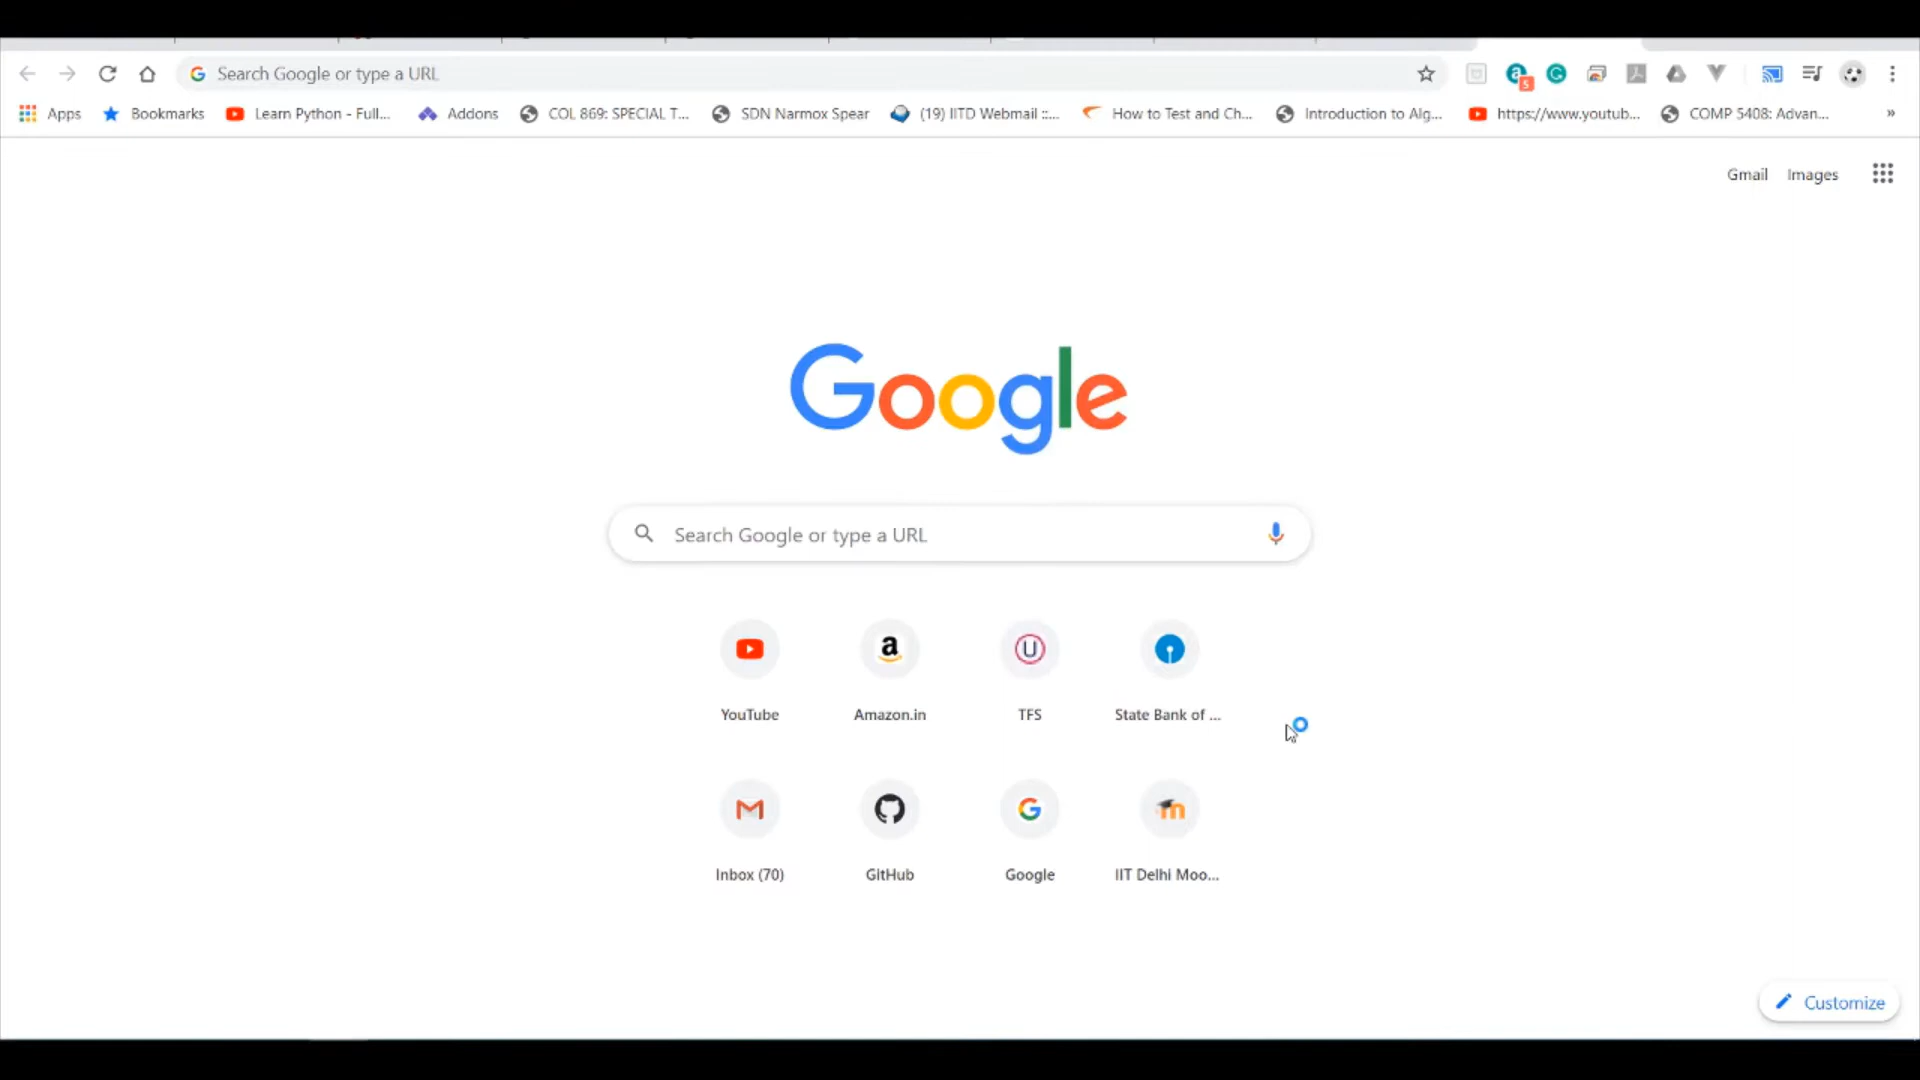 Search Google or type a URL
5
Apps Bookmarks Learn Python - Full... Addons COL 869: SPECIAL T... SDN Narmox Spear (19) IITD Webmail ::... How to Test and Ch... Introduction to Alg... https://www.youtub... COMP 5408: Advan... »
Gmail Images
Google
Search Google or type a URL
YouTube Amazon.in TFS State Bank of ...
Inbox (70) GitHub Google IIT Delhi Moo...
Customize